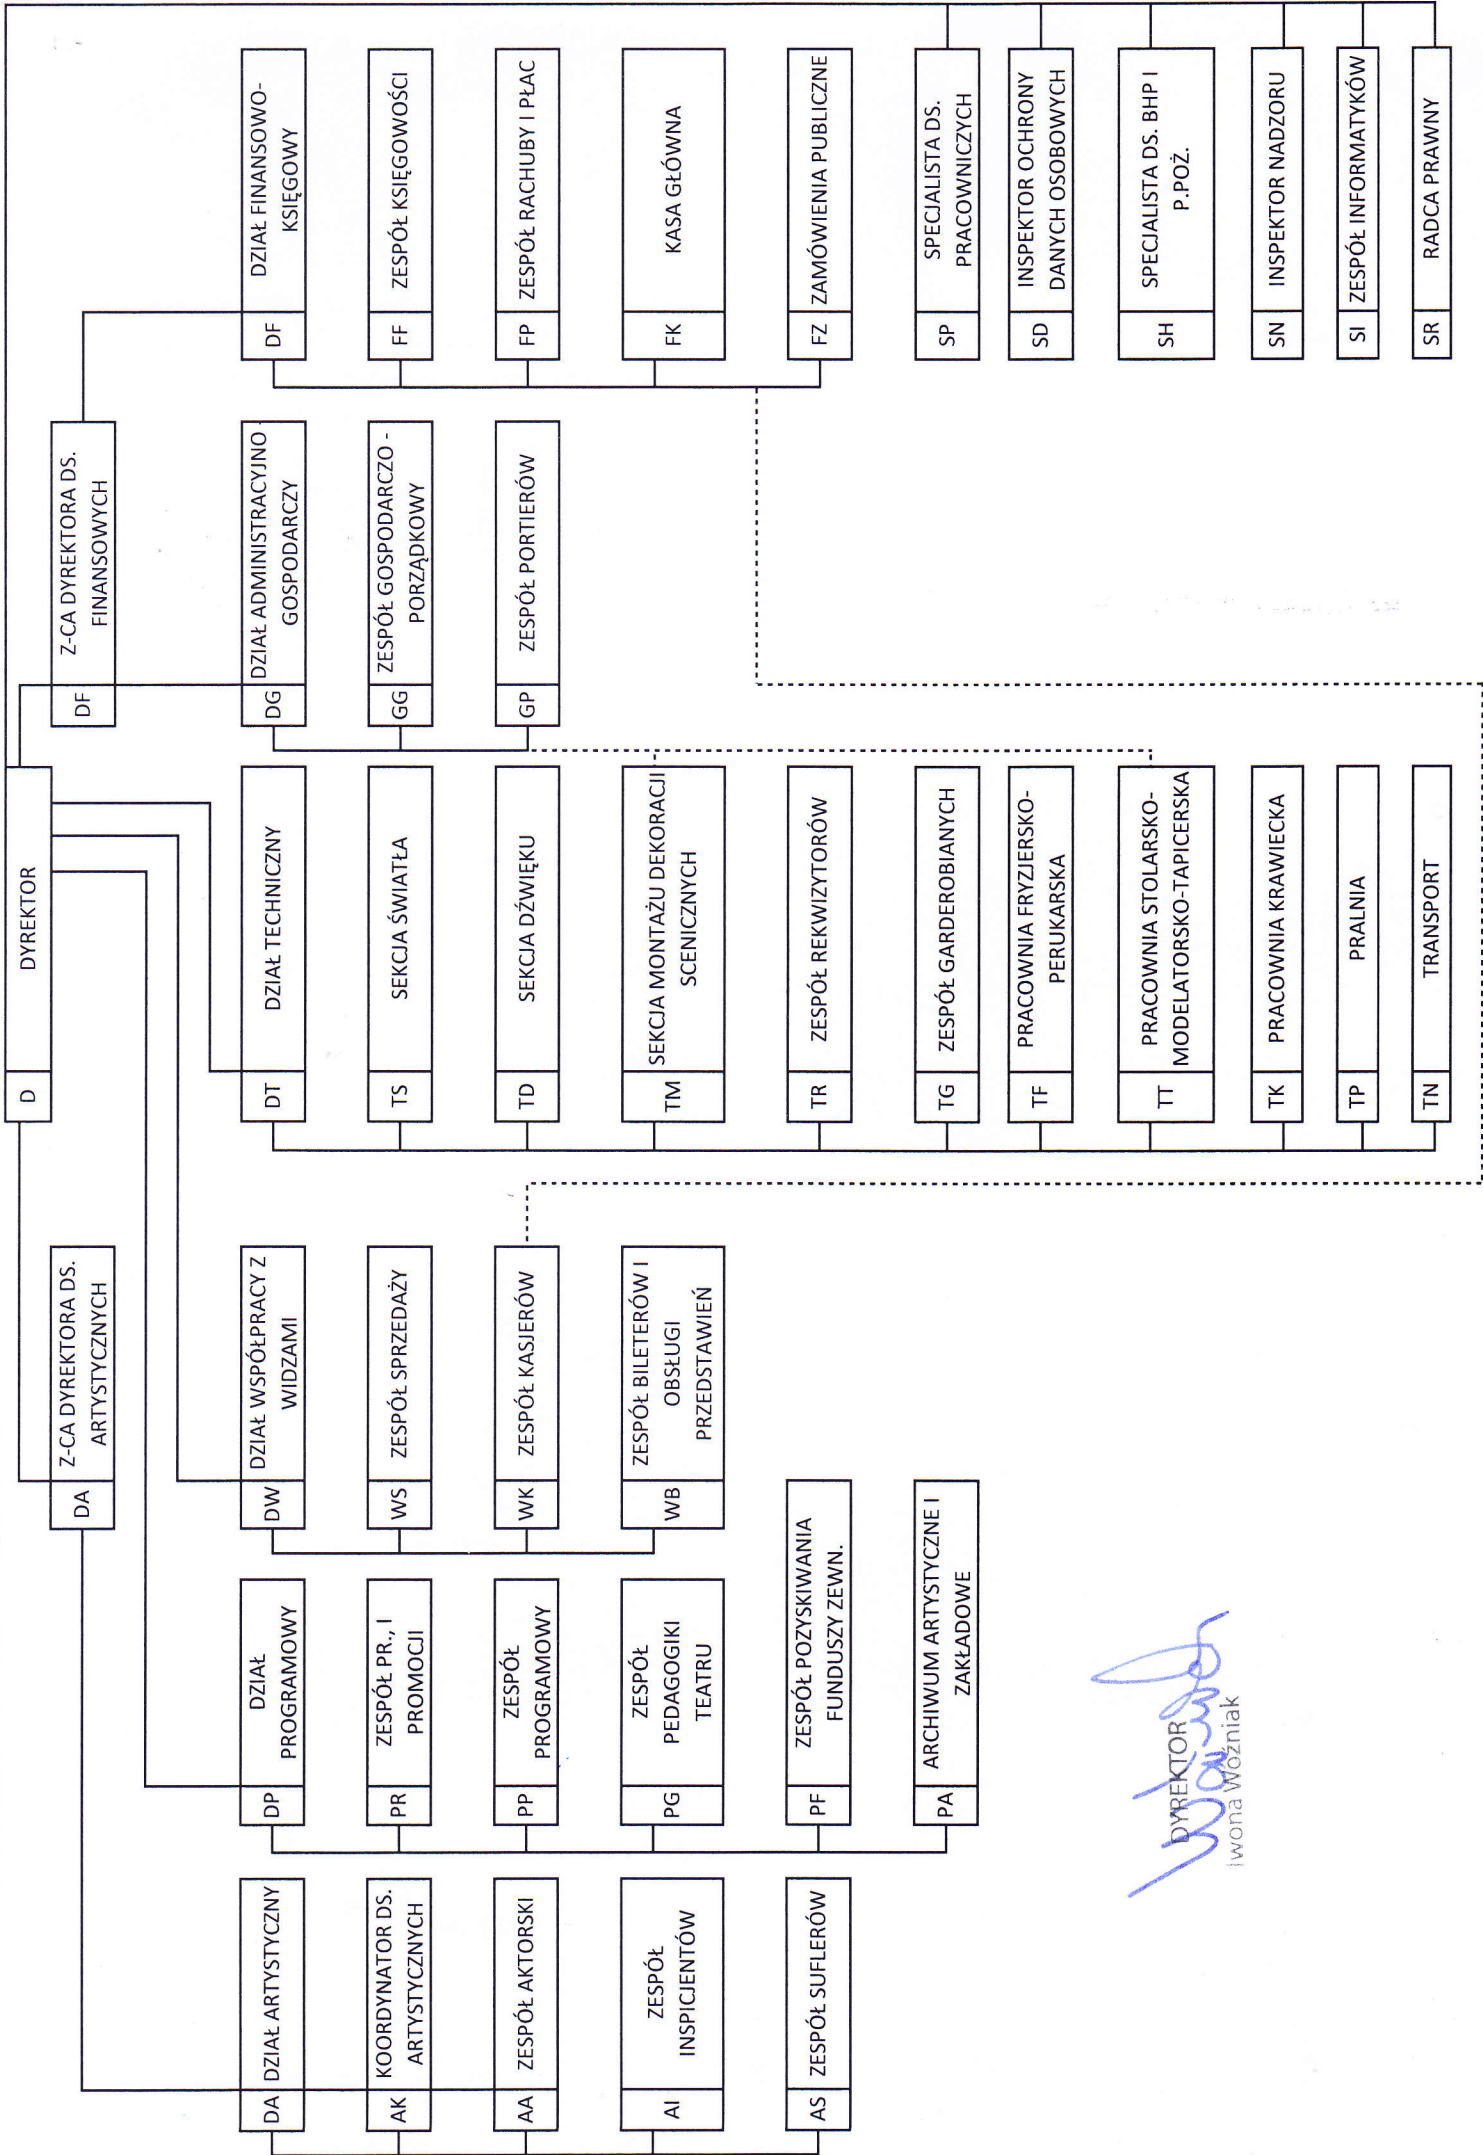 D
DYREKTOR
DA
Z-CA DYREKTORA DS.
ARTYSTYCZNYCH
DF
Z-CA DYREKTORA DS.
FINANSOWYCH
DA
DZIAŁ ARTYSTYCZNY
AK
KOORDYNATOR DS.
ARTYSTYCZNYCH
AA
ZESPÓŁ AKTORSKI
AI
ZESPÓŁ
INSPICJENTÓW
AS
ZESPÓŁ SUFLERÓW
DP
DZIAŁ
PROGRAMOWY
PR
ZESPÓŁ PR., I
PROMOCJI
PP
ZESPÓŁ
PROGRAMOWY
PG
ZESPÓŁ
PEDAGOGIKI
TEATRU
PF
ZESPÓŁ POZYSKIWANIA
FUNDUSZY ZEWN.
PA
ARCHIWUM ARTYSTYCZNE I
ZAKŁADOWE
DW
DZIAŁ WSPÓŁPRACY Z
WIDZAMI
WS
ZESPÓŁ SPRZEDAŻY
WK
ZESPÓŁ KASJERÓW
WB
ZESPÓŁ BILETERÓW I
OBSŁUGI
PRZEDSTAWIEŃ
DT
DZIAŁ TECHNICZNY
TS
SEKCJA ŚWIATŁA
TD
SEKCJA DŹWIĘKU
TM
SEKCJA MONTAŻU DEKORACJI
SCENICZNYCH
TR
ZESPÓŁ REKWIZYTORÓW
TG
ZESPÓŁ GARDEROBIANYCH
TF
PRACOWNIA FRYZJERSKO-
PERUKARSKA
TT
PRACOWNIA STOLARSKO-
MODELATORSKO-TAPICERSKA
TK
PRACOWNIA KRAWIECKA
TP
PRALNIA
TN
TRANSPORT
DG
DZIAŁ ADMINISTRACYJNO -
GOSPODARCZY
GG
ZESPÓŁ GOSPODARCZO -
PORZĄDKOWY
GP
ZESPÓŁ PORTIERÓW
DF
DZIAŁ FINANSOWO-
KSIĘGOWY
FF
ZESPÓŁ KSIĘGOWOŚCI
FP
ZESPÓŁ RACHUBY I PŁAC
FK
KASA GŁÓWNA
FZ
ZAMÓWIENIA PUBLICZNE
SP
SPECJALISTA DS.
PRACOWNICZYCH
SD
INSPEKTOR OCHRONY
DANYCH OSOBOWYCH
SH
SPECJALISTA DS. BHP I
P.POŻ.
SN
INSPEKTOR NADZORU
SI
ZESPÓŁ INFORMATYKÓW
SR
RADCA PRAWNY
DYREKTOR
Iwona Woźniak